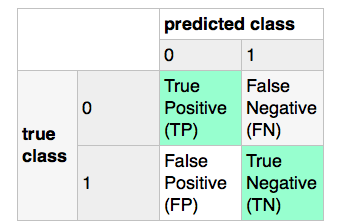 predicted class
0 1
True Positive (TP) False Negative (FN)
true class 0
1
False Positive (FP) True Negative (TN)